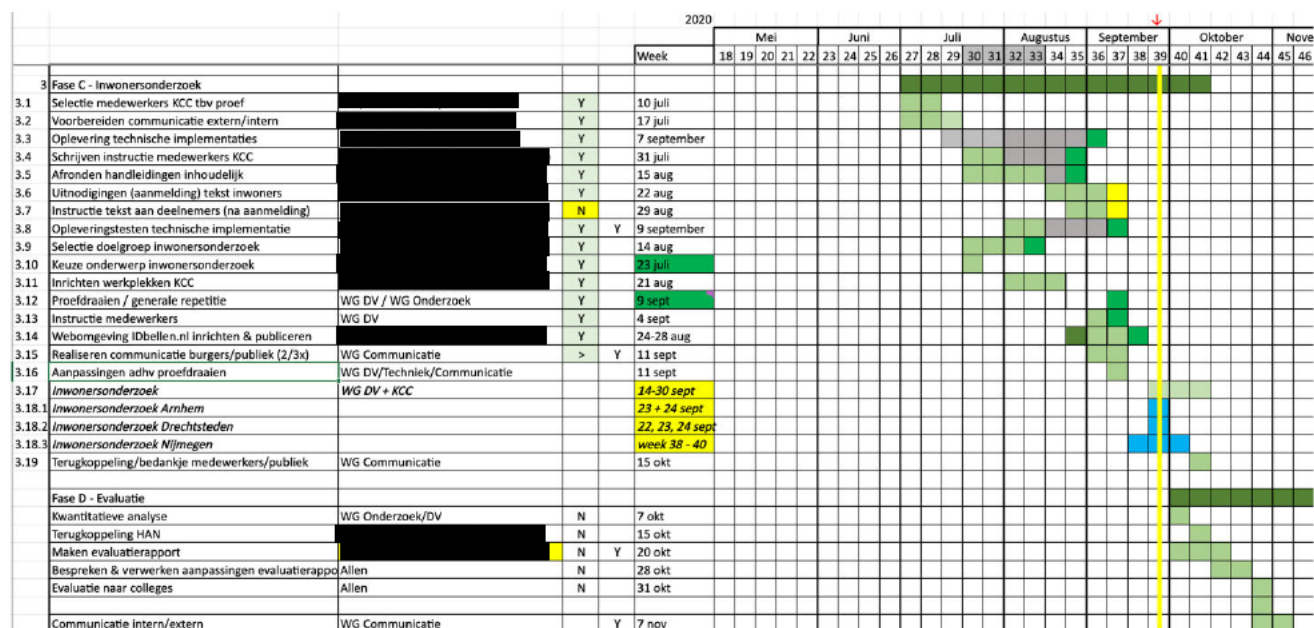 2020
Mei Juni Juli Augustus September Oktober Nove
Week 18 19 20 21 22 23 24 25 26 27 28 29 30 31 32 33 34 35 36 37 38 39 40 41 42 43 44 45 46
3 Fase C - Inwonersonderzoek
3.1 Selectie medewerkers KCC tbv proef Y 10 juli
3.2 Voorbereiden communicatie extern/intern Y 17 juli
3.3 Oplevering technische implementaties Y 7 september
3.4 Schrijven instructie medewerkers KCC Y 31 juli
3.5 Afronden handleidingen inhoudelijk Y 15 aug
3.6 Uitnodigingen (aanmelding) tekst inwoners Y 22 aug
3.7 Instructie tekst aan deelnemers (na aanmelding) N 29 aug
3.8 Opleveringstesten technische implementatie Y Y 9 september
3.9 Selectie doelgroep inwonersonderzoek Y 14 aug
3.10 Keuze onderwerp inwonersonderzoek Y 23 juli
3.11 Inrichten werkplekken KCC Y 21 aug
3.12 Proefdraaien / generale repetitie WG DV / WG Onderzoek Y 9 sept
3.13 Instructie medewerkers WG DV Y 4 sept
3.14 Webomgeving IDbellen.nl inrichten & publiceren Y 24-28 aug
3.15 Realiseren communicatie burgers/publiek (2/3x) WG Communicatie > Y 11 sept
3.16 Aanpassingen adhv proefdraaien WG DV/Techniek/Communicatie 11 sept
3.17 Inwonersonderzoek WG DV + KCC 14-30 sept
3.18.1 Inwonersonderzoek Arnhem 23 + 24 sept
3.18.2 Inwonersonderzoek Drechtsteden 22, 23, 24 sept
3.18.3 Inwonersonderzoek Nijmegen week 38 - 40
3.19 Terugkoppeling/bedankje medewerkers/publiek WG Communicatie 15 okt
Fase D - Evaluatie
Kwantitatieve analyse WG Onderzoek/DV N 7 okt
Terugkoppeling HAN N 15 okt
Maken evaluatierapport N Y 20 okt
Bespreken & verwerken aanpassingen evaluatierappo Allen N 28 okt
Evaluatie naar colleges Allen N 31 okt
Communicatie intern/extern WG Communicatie Y 7 nov